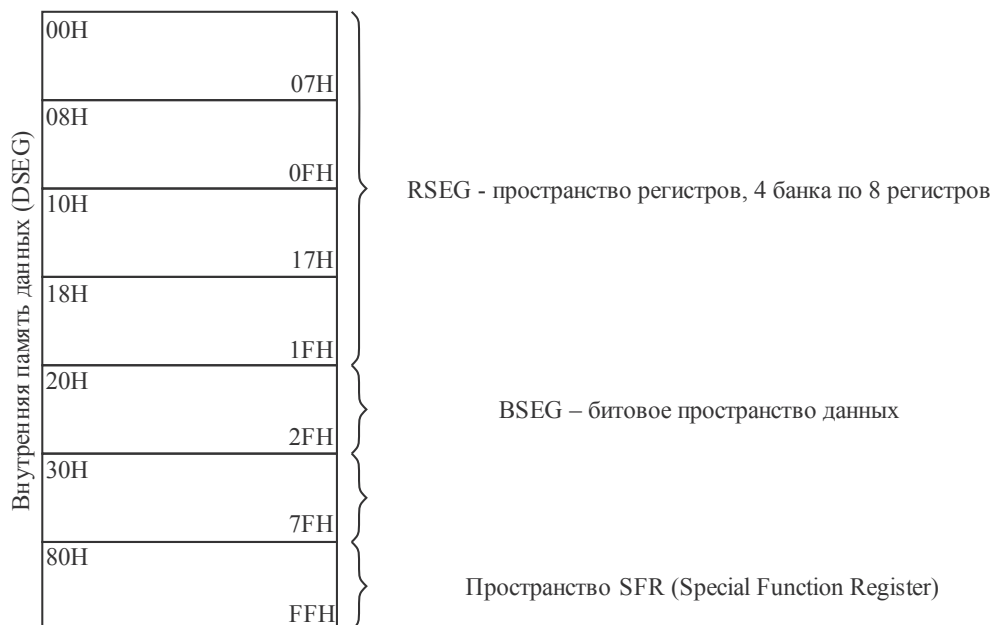 Внутренняя память данных (DSEG)
00H
07H
08H
0FH
10H
17H
18H
1FH
RSEG - пространство регистров, 4 банка по 8 регистров
20H
2FH
BSEG – битовое пространство данных
30H
7FH
80H
FFH
Пространство SFR (Special Function Register)